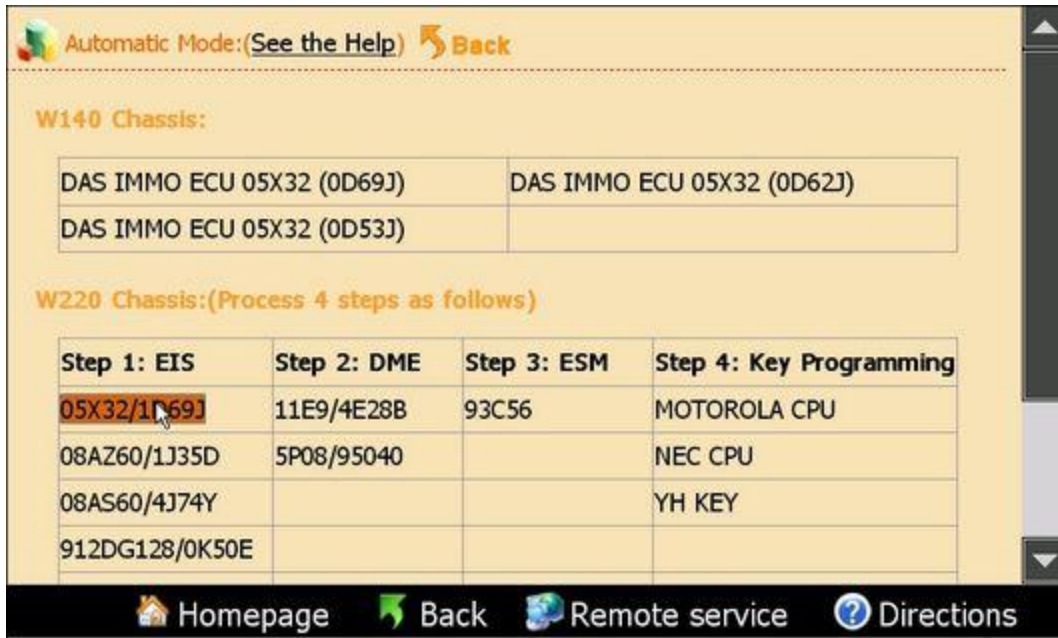 Automatic Mode:(See the Help) Back
W140 Chassis:
DAS IMMO ECU 05X32 (0D69J) DAS IMMO ECU 05X32 (0D62J)
DAS IMMO ECU 05X32 (0D53J)
W220 Chassis:(Process 4 steps as follows)
Step 1: EIS Step 2: DME Step 3: ESM Step 4: Key Programming
05X32/1D69J 11E9/4E28B 93C56 MOTOROLA CPU
08AZ60/1J35D 5P08/95040 NEC CPU
08AS60/4J74Y YH KEY
912DG128/0K50E
Homepage Back Remote service Directions